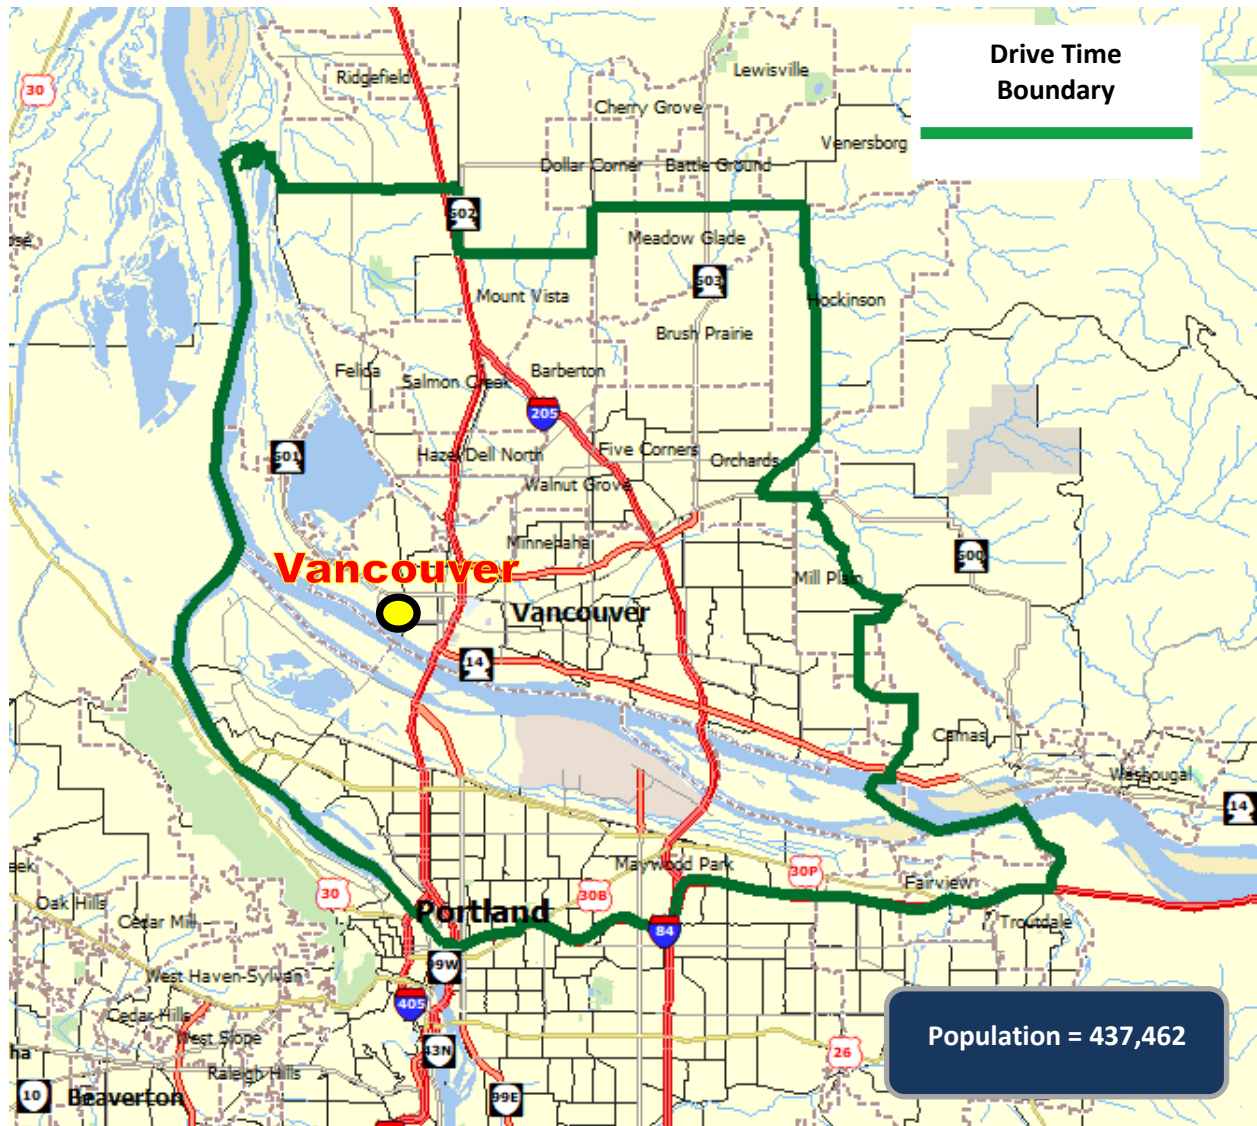 Drive Time
Boundary
30
Ridgefield
Lewisville
Cherry Grove
Venersborg
Dollar Corner
Battle Ground
502
Meadow Glade
503
Hockinson
Mount Vista
Brush Prairie
Felida
Salmon Creek
Barberton
205
501
Hazel Dell North
Five Corners
Orchards
Walnut Grove
Minnehaha
500
Vancouver
Mill Plain
Vancouver
14
Camas
Washougal
14
Maywood Park
30P
30
30B
Fairview
Oak Hills
Portland
Cedar Mill
84
Troutdale
99W
West Haven-Sylvan
405
Cedar Hills
West Slope
43N
26
Population = 437,462
Raleigh Hills
10
Beaverton
99E